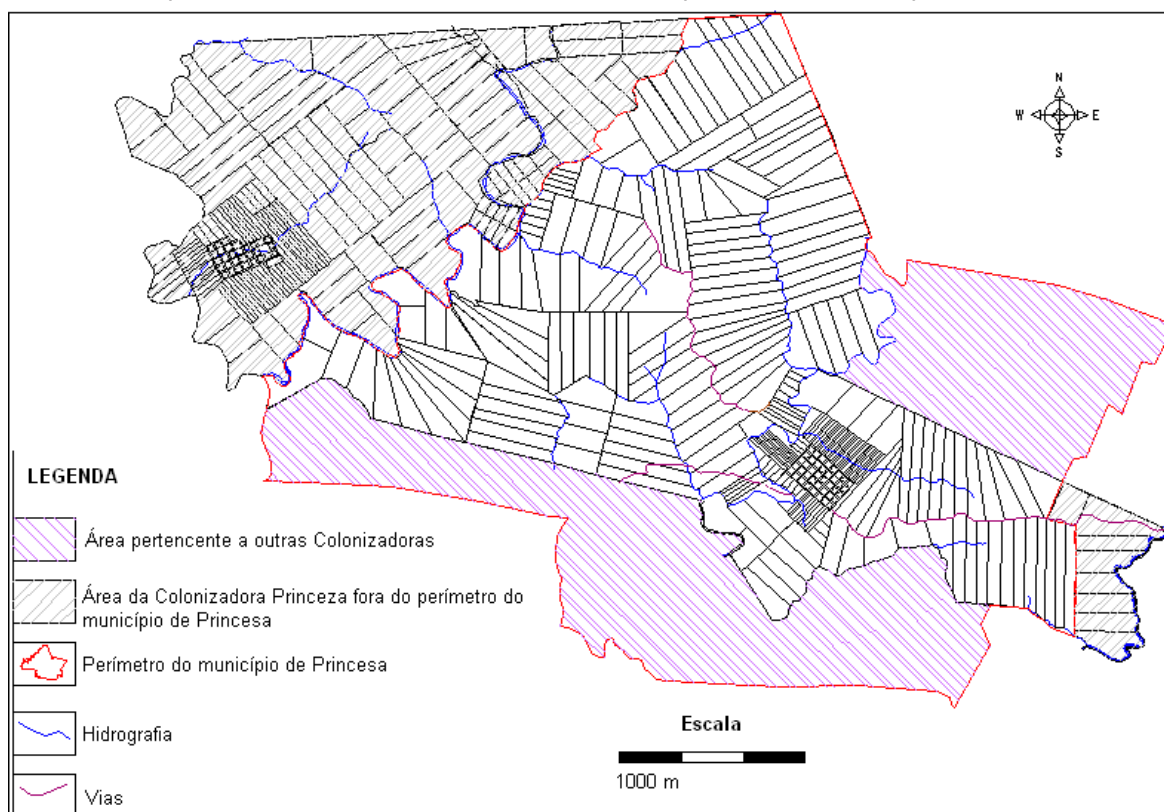 N
W E
S
LEGENDA
Área pertencente a outras Colonizadoras
Área da Colonizadora Princeza fora do perímetro do
município de Princesa
Perímetro do município de Princesa
Hidrografia
Vias
Escala
1000 m